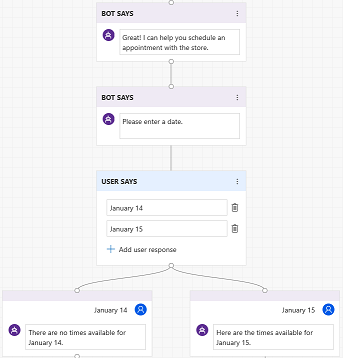 BOT SAYS
Great! I can help you schedule an
appointment with the store.
BOT SAYS
Please enter a date.
USER SAYS
January 14
January 15
Add user response
January 14
There are no times available for
January 14.
January 15
Here are the times available for
January 15.